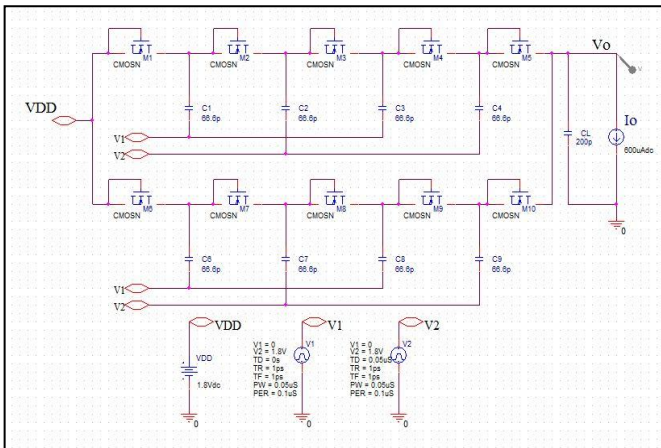 M1 M2 M3 M4 M5
CMOSN CMOSN CMOSN CMOSN CMOSN
Vo
VDD
C1 66.6p
C2 66.6p
C3 66.6p
C4 66.6p
CL 200p
Io
600uAdc
V1
V2
0
M6 M7 M8 M9 M10
CMOSN CMOSN CMOSN CMOSN CMOSN
C6 66.6p
C7 66.6p
C8 66.6p
C9 66.6p
V1
V2
VDD
V1
V2
VDD
1.8Vdc
0
V1 = 0
V2 = 1.8V
TD = 0s
TR = 1ps
TF = 1ps
PW = 0.05uS
PER = 0.1uS
V1
0
V1 = 0
V2 = 1.8V
TD = 0.05uS
TR = 1ps
TF = 1ps
PW = 0.05uS
PER = 0.1uS
V2
0